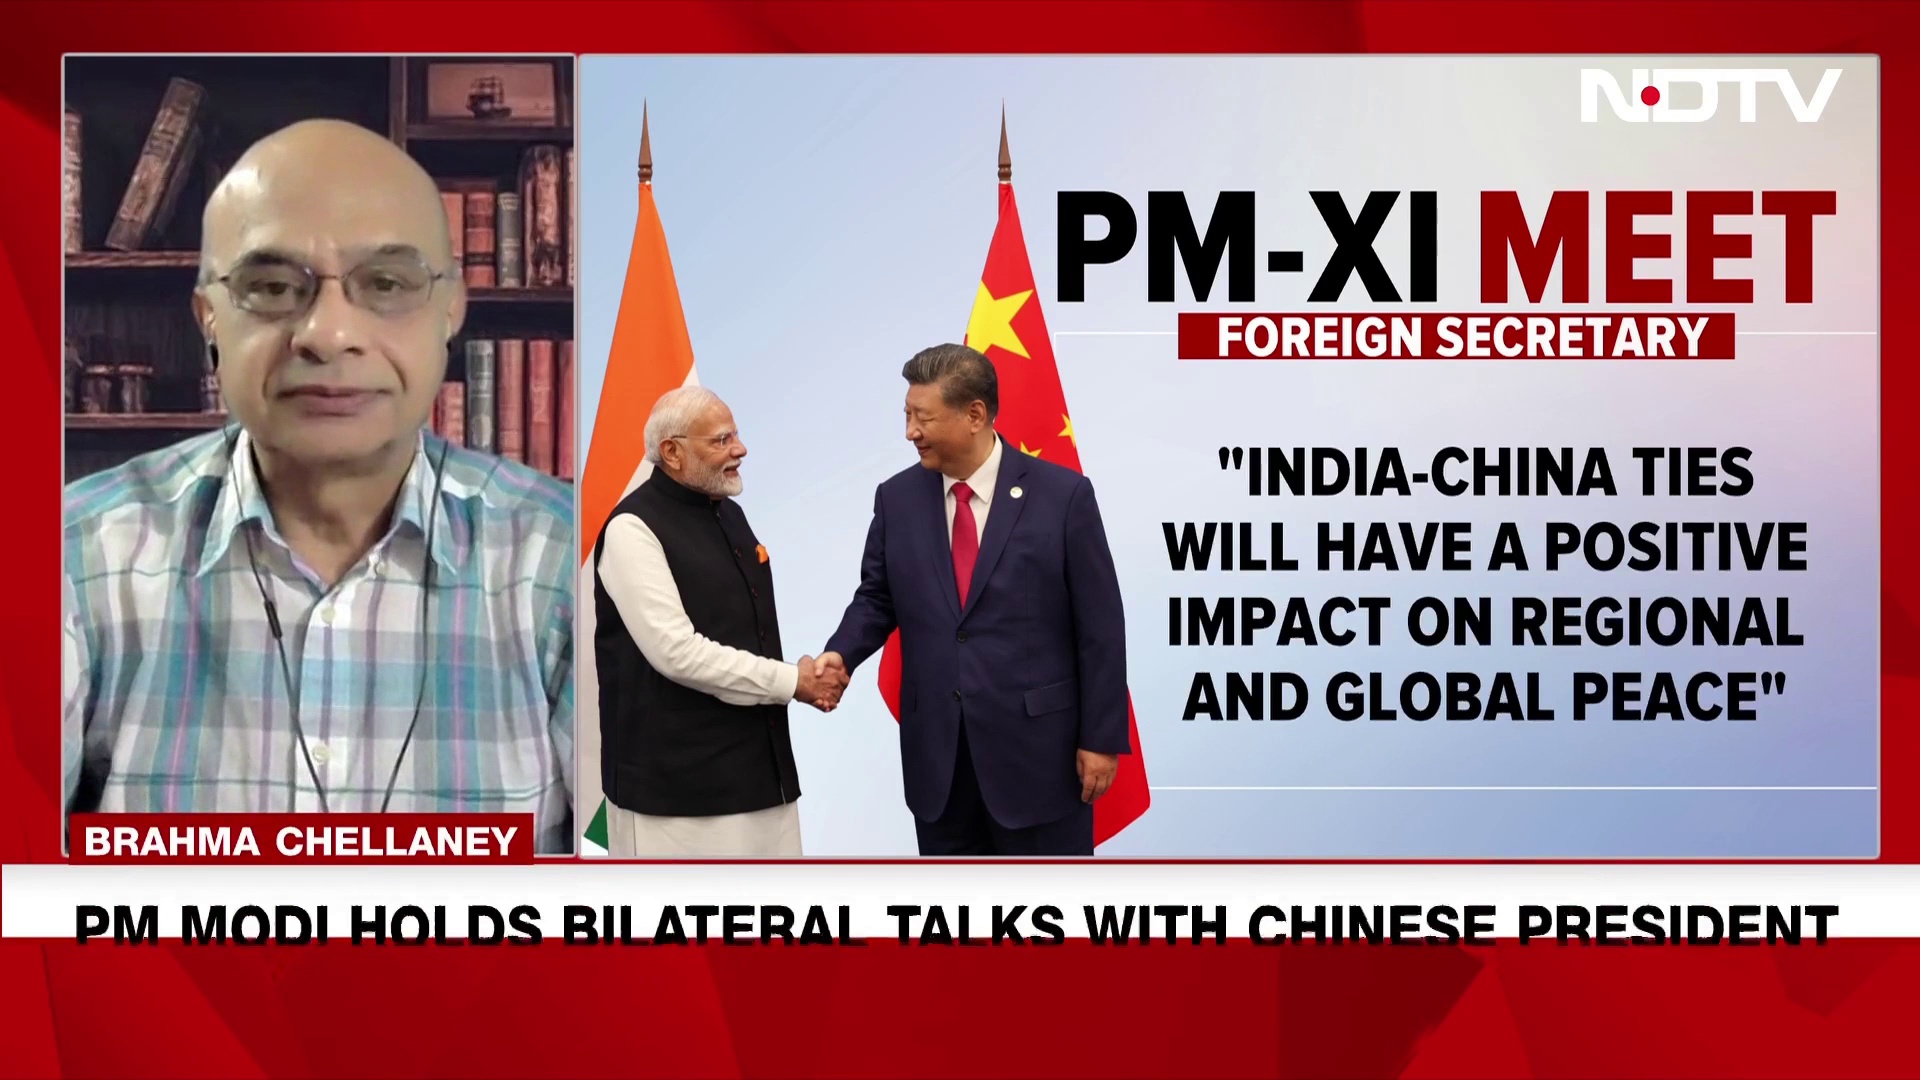 NDTV
PM-XI MEET
FOREIGN SECRETARY
"INDIA-CHINA TIES
WILL HAVE A POSITIVE
IMPACT ON REGIONAL
AND GLOBAL PEACE"
BRAHMA CHELLANEY
PM MODI HOLDS BILATERAL TALKS WITH CHINESE PRESIDENT